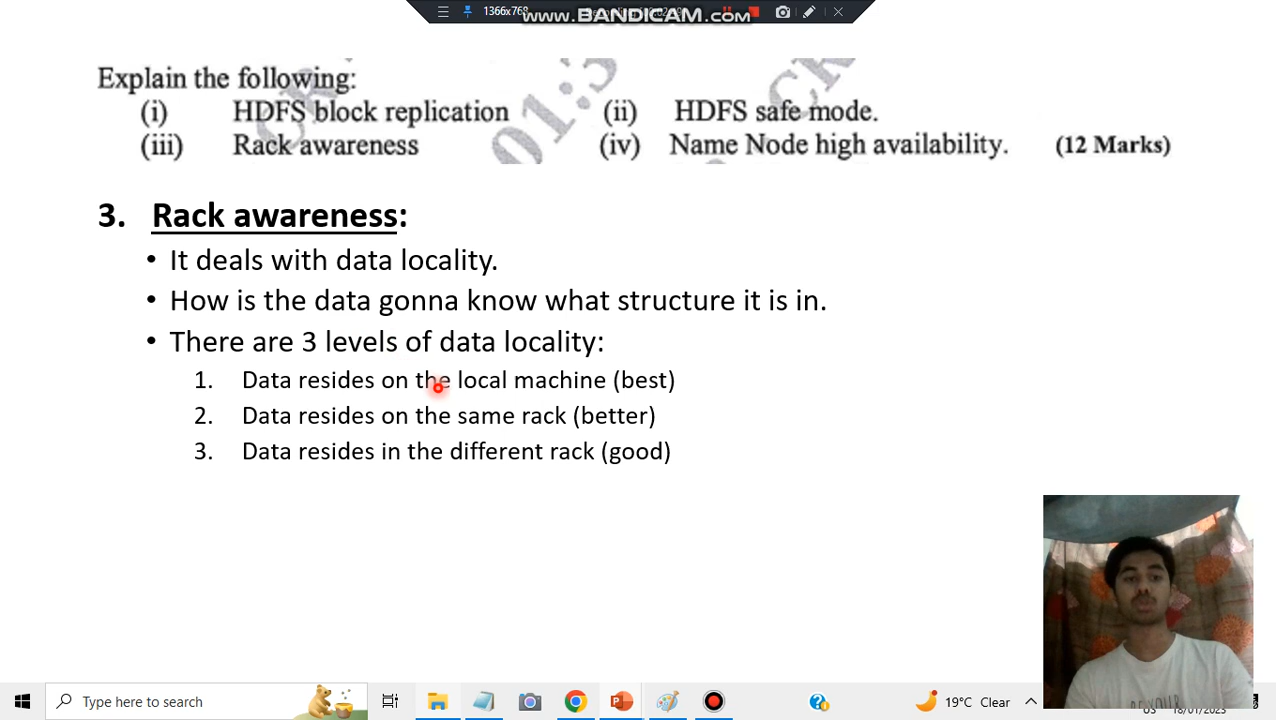 1366x768
www.BANDICAM.com
Explain the following:
(i) HDFS block replication (ii) HDFS safe mode.
(iii) Rack awareness (iv) Name Node high availability. (12 Marks)
3. Rack awareness:
• It deals with data locality.
• How is the data gonna know what structure it is in.
• There are 3 levels of data locality:
1. Data resides on the local machine (best)
2. Data resides on the same rack (better)
3. Data resides in the different rack (good)
Type here to search
19°C Clear